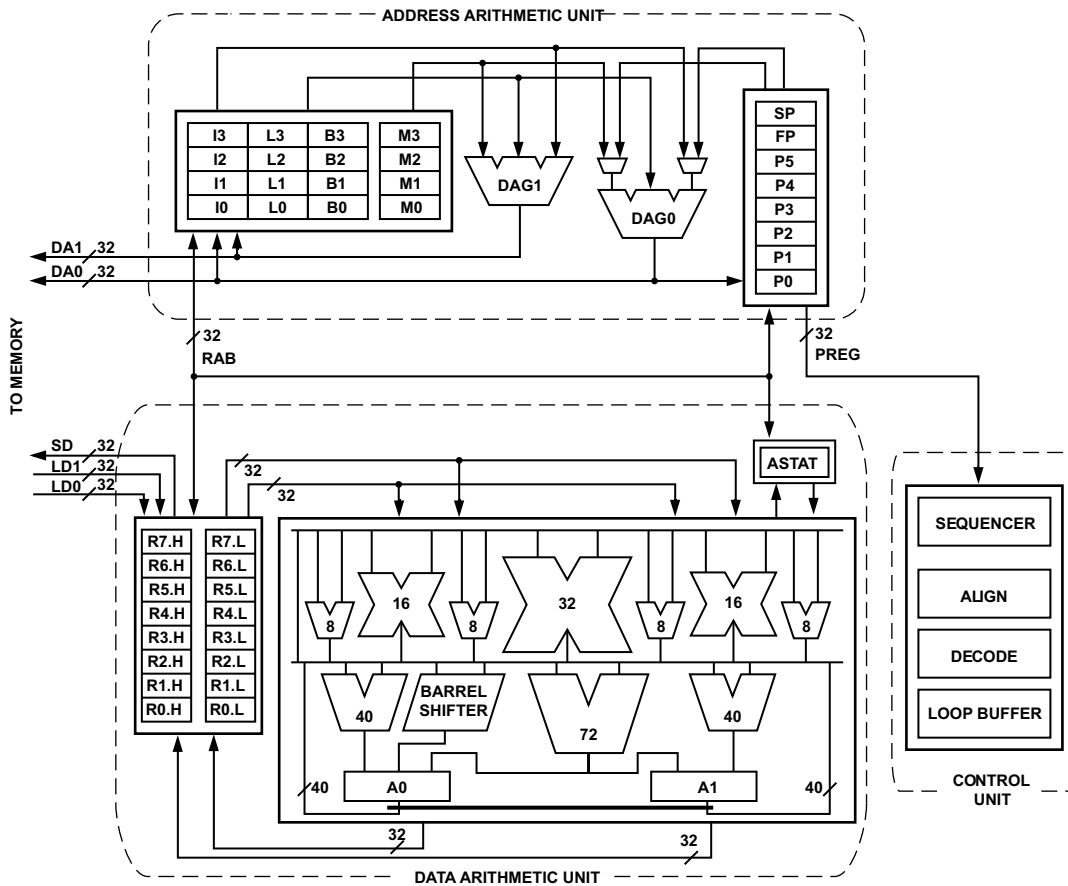 ADDRESS ARITHMETIC UNIT
I3 L3 B3 M3
I2 L2 B2 M2
I1 L1 B1 M1
I0 L0 B0 M0
DAG1
DAG0
SP
FP
P5
P4
P3
P2
P1
P0
DA1 32
DA0 32
TO MEMORY
32
RAB
32
PREG
SD 32
LD1 32
LD0 32
32
32
ASTAT
R7.H R7.L
R6.H R6.L
R5.H R5.L
R4.H R4.L
R3.H R3.L
R2.H R2.L
R1.H R1.L
R0.H R0.L
8 16 8 32 8 16 8
40
BARREL
SHIFTER
72
40
40 A0 A1 40
32
32
DATA ARITHMETIC UNIT
SEQUENCER
ALIGN
DECODE
LOOP BUFFER
CONTROL
UNIT